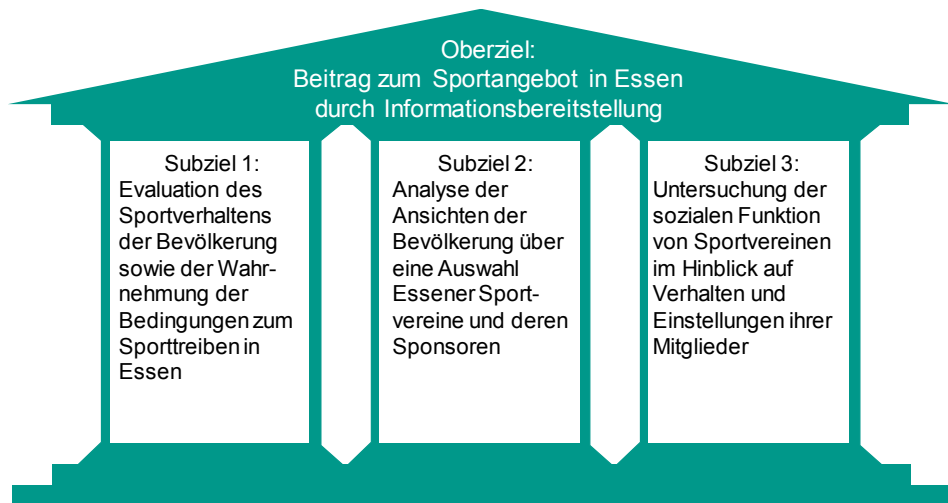 Oberziel:
Beitrag zum Sportangebot in Essen
durch Informationsbereitstellung
Subziel 1:
Evaluation des
Sportverhaltens
der Bevölkerung
sowie der Wahr-
nehmung der
Bedingungen zum
Sporttreiben in
Essen
Subziel 2:
Analyse der
Ansichten der
Bevölkerung über
eine Auswahl
Essener Sport-
vereine und deren
Sponsoren
Subziel 3:
Untersuchung der
sozialen Funktion
von Sportvereinen
im Hinblick auf
Verhalten und
Einstellungen ihrer
Mitglieder